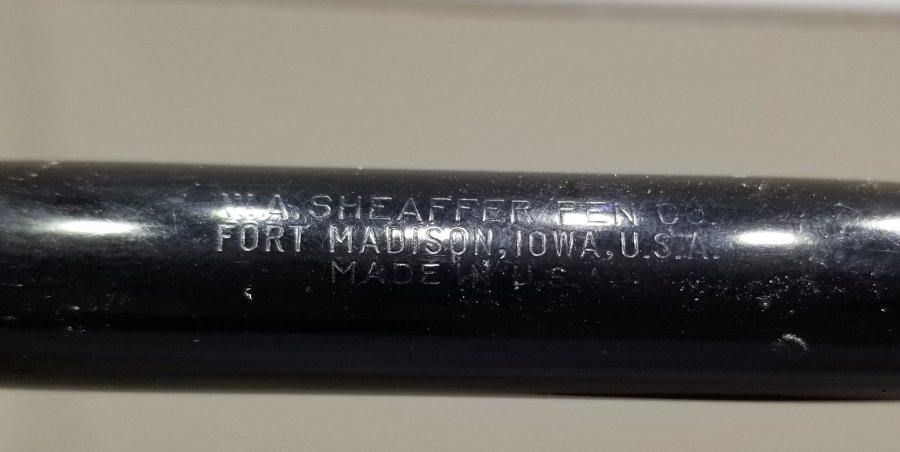 W.A. SHEAFFER PEN CO.
FORT MADISON, IOWA, U.S.A.
MADE IN U.S.A.